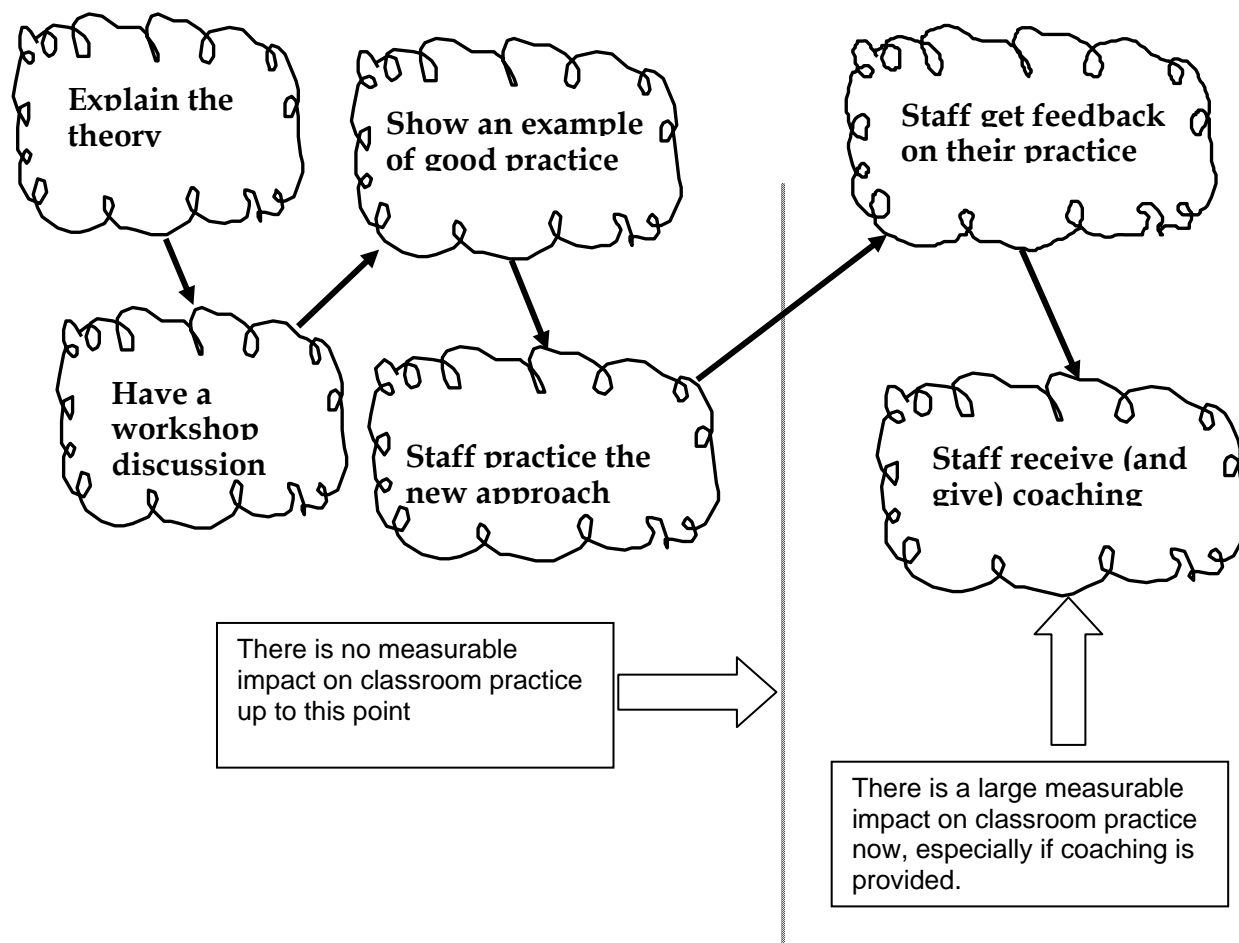 Explain the
theory
Have a
workshop
discussion
Show an example
of good practice
Staff practice the
new approach
Staff get feedback
on their practice
Staff receive (and
give) coaching
There is no measurable
impact on classroom practice
up to this point
There is a large measurable
impact on classroom practice
now, especially if coaching is
provided.